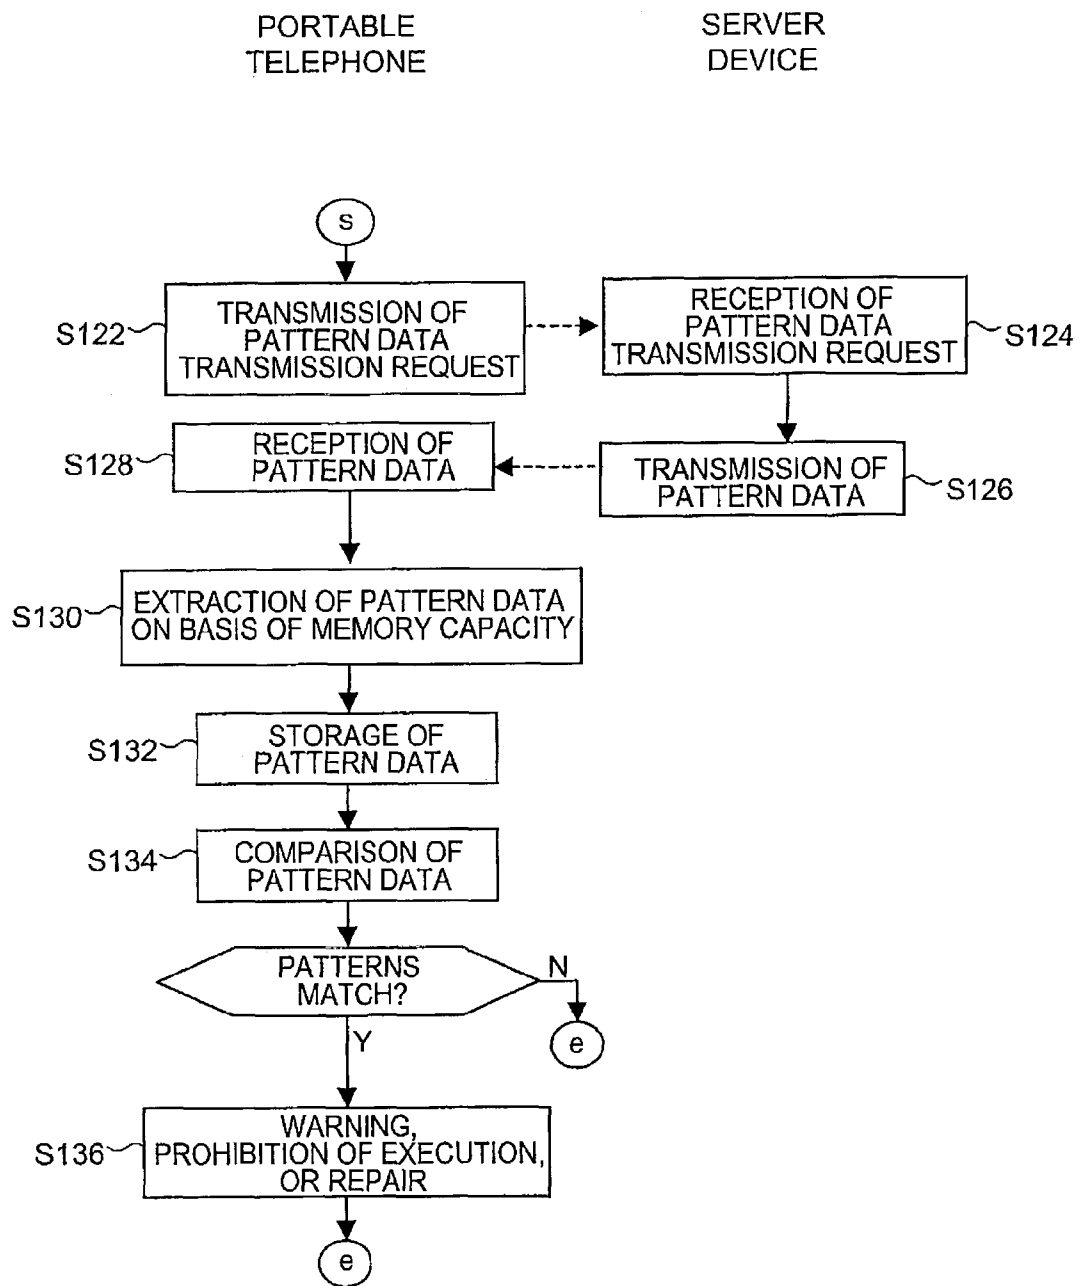 PORTABLE
TELEPHONE
SERVER
DEVICE
s
S122
TRANSMISSION OF
PATTERN DATA
TRANSMISSION REQUEST
RECEPTION OF
PATTERN DATA
TRANSMISSION REQUEST
S124
S128
RECEPTION OF
PATTERN DATA
TRANSMISSION OF
PATTERN DATA
S126
S130
EXTRACTION OF PATTERN DATA
ON BASIS OF MEMORY CAPACITY
S132
STORAGE OF
PATTERN DATA
S134
COMPARISON OF
PATTERN DATA
PATTERNS
MATCH?
N
e
Y
S136
WARNING,
PROHIBITION OF EXECUTION,
OR REPAIR
e